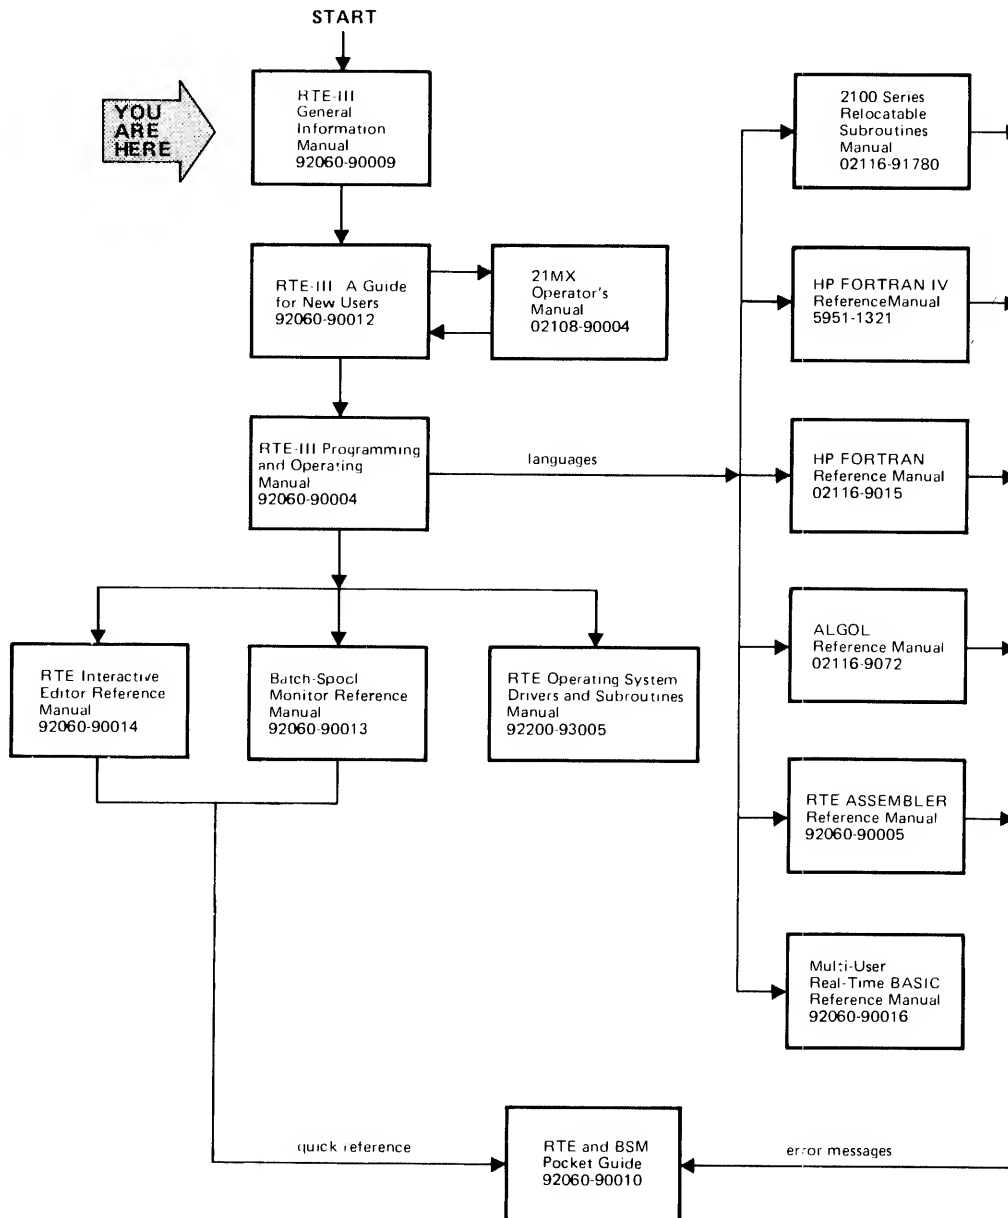 START
YOU
ARE
HERE
RTE-III
General
Information
Manual
92060-90009
RTE-III A Guide
for New Users
92060-90012
21MX
Operator's
Manual
02108-90004
RTE-III Programming
and Operating
Manual
92060-90004
languages
2100 Series
Relocatable
Subroutines
Manual
02116-91780
HP FORTRAN IV
Reference Manual
5951-1321
HP FORTRAN
Reference Manual
02116-9015
ALGOL
Reference Manual
02116-9072
RTE ASSEMBLER
Reference Manual
92060-90005
Multi-User
Real-Time BASIC
Reference Manual
92060-90016
RTE Interactive
Editor Reference
Manual
92060-90014
Batch-Spool
Monitor Reference
Manual
92060-90013
RTE Operating System
Drivers and Subroutines
Manual
92200-93005
quick reference
RTE and BSM
Pocket Guide
92060-90010
error messages